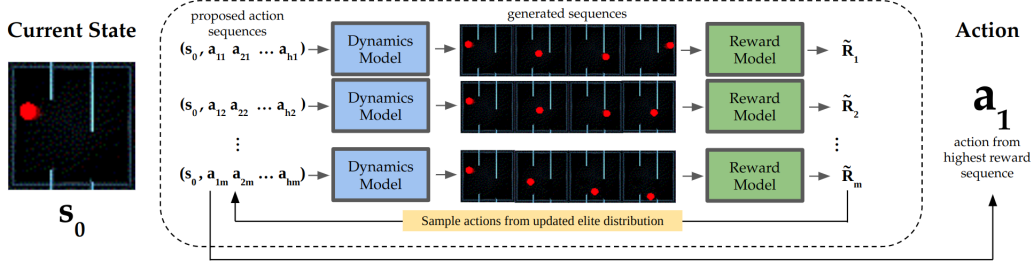 Current State
s0
proposed action
sequences
(s0, a11 a21 ... ah1)
Dynamics
Model
generated sequences
Reward
Model
R̃1
(s0, a12 a22 ... ah2)
Dynamics
Model
Reward
Model
R̃2
⋮
⋮
(s0, a1m a2m ... ahm)
Dynamics
Model
Reward
Model
R̃m
Sample actions from updated elite distribution
Action
a1
action from
highest reward
sequence